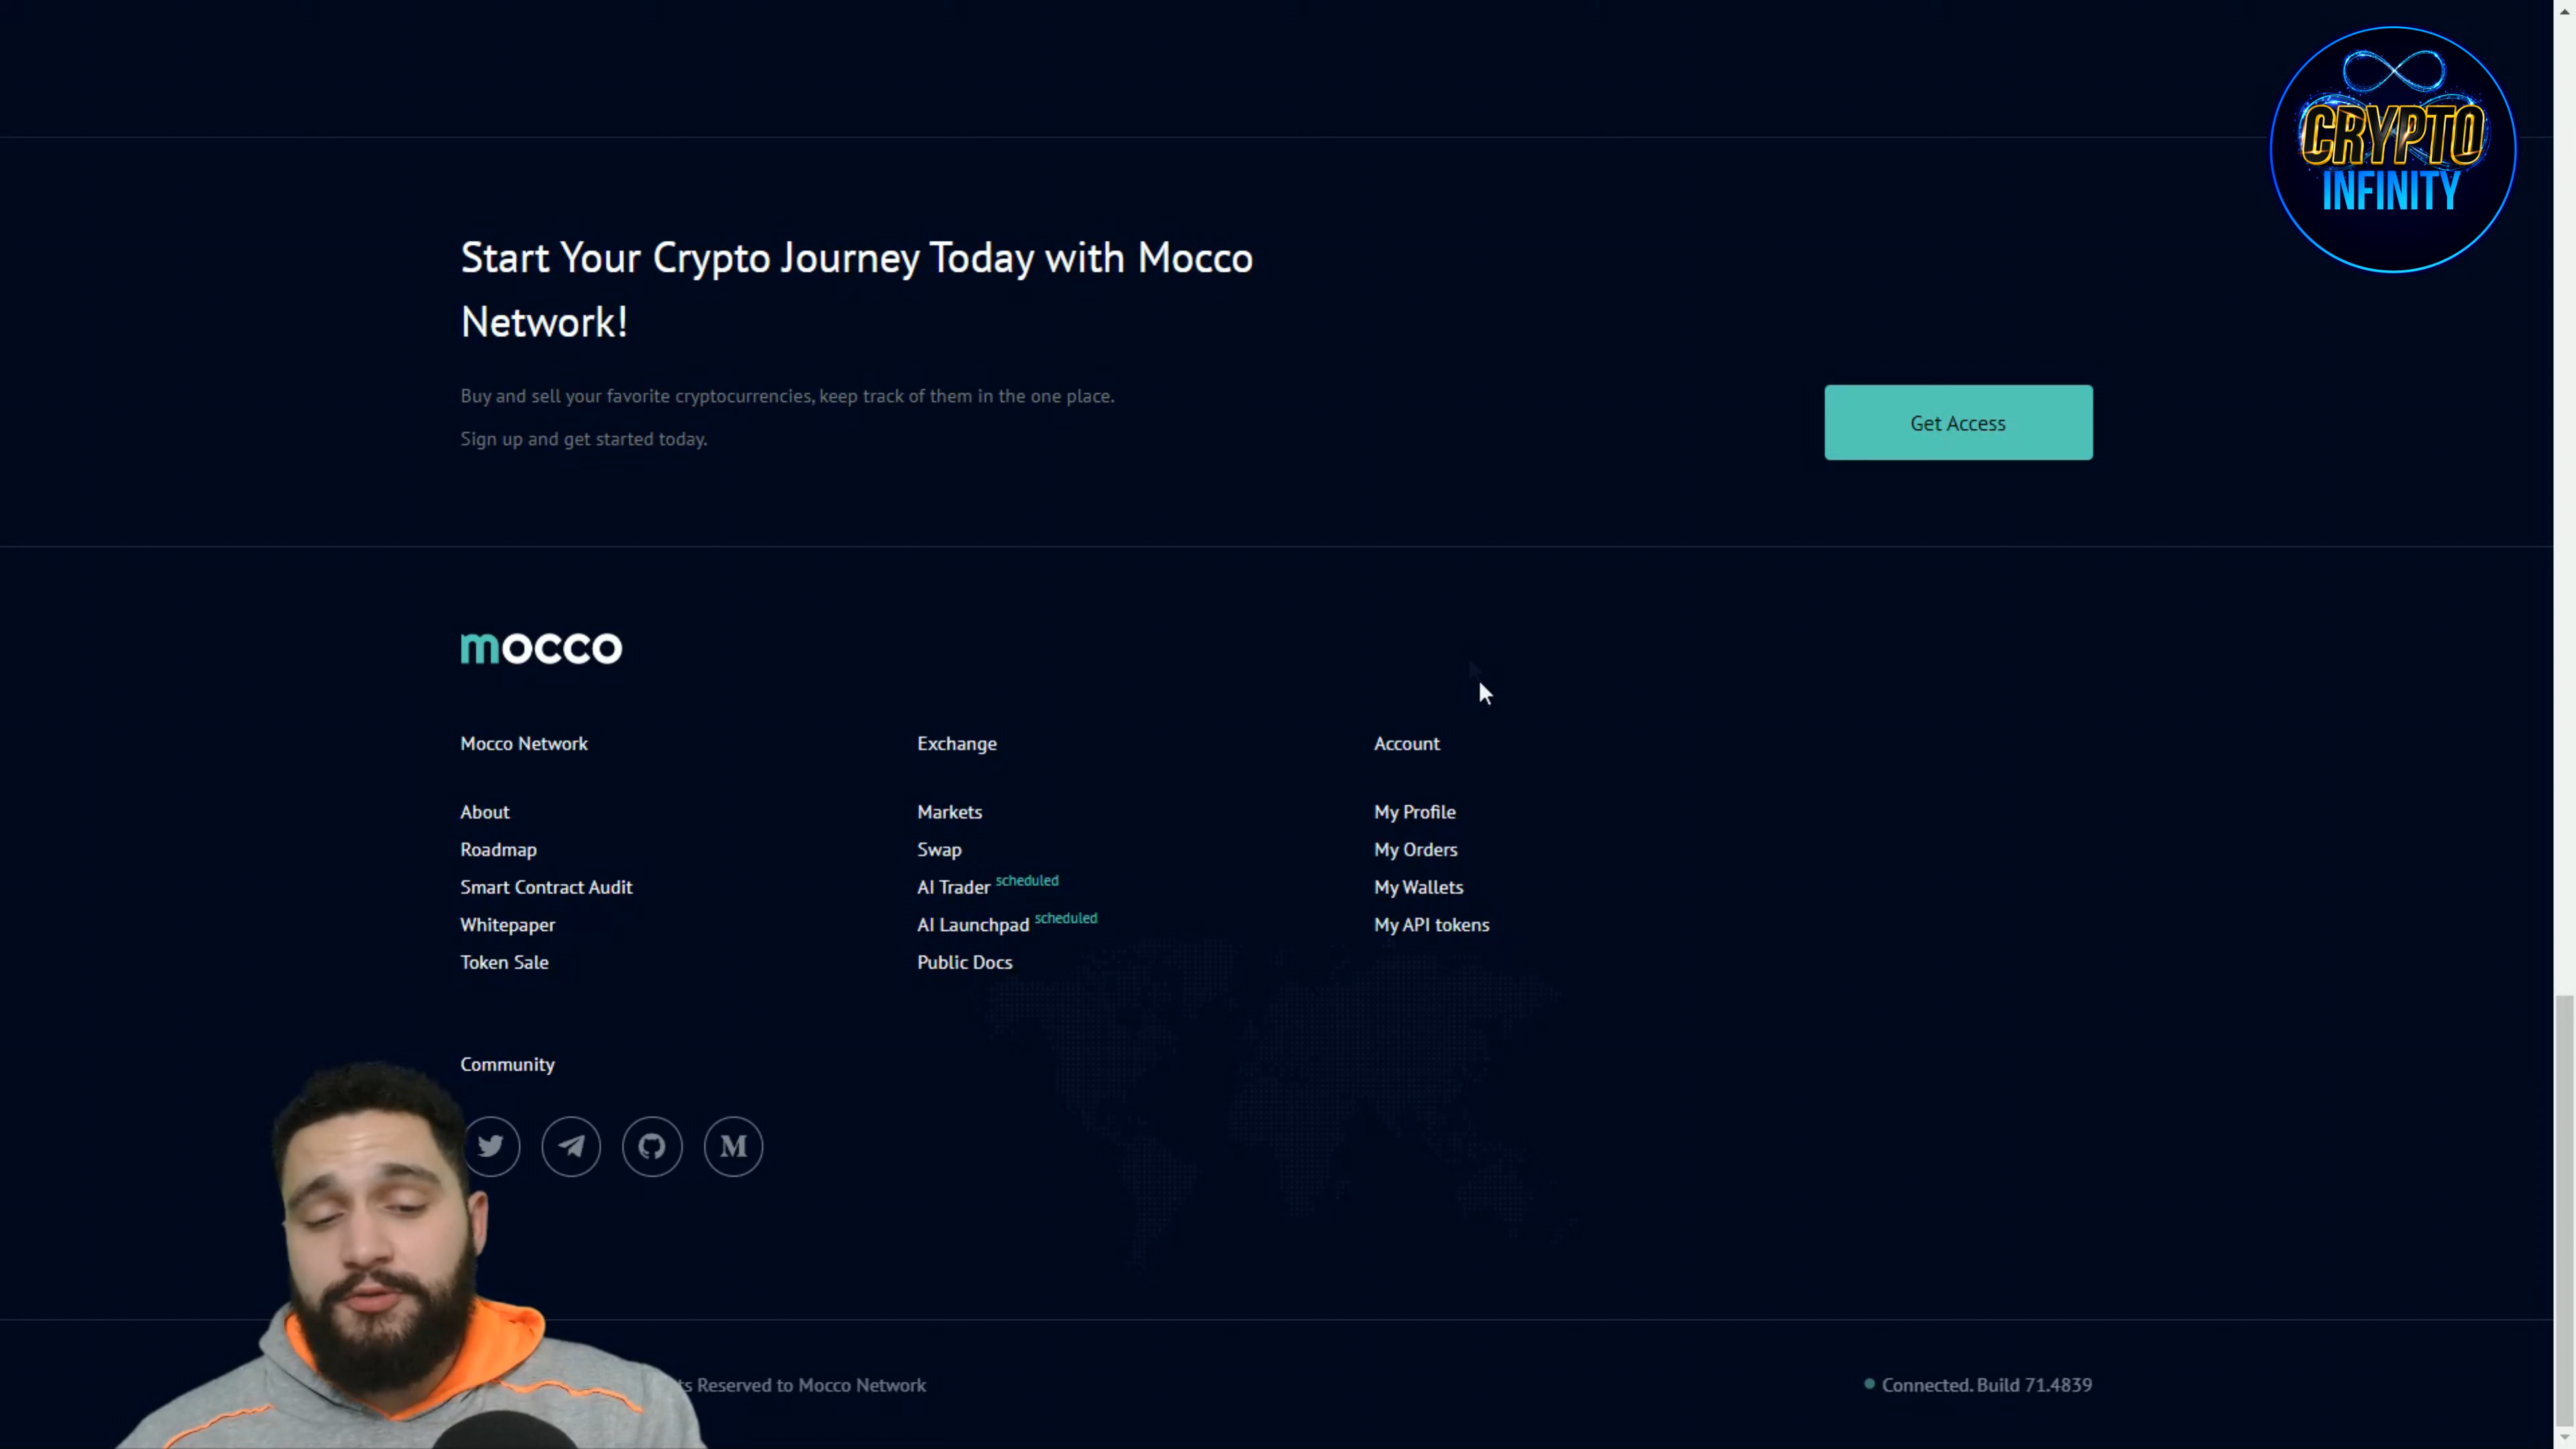 CRYPTO
INFINITY
Start Your Crypto Journey Today with Mocco
Network!
Buy and sell your favorite cryptocurrencies, keep track of them in the one place.
Sign up and get started today.
Get Access
mocco
Mocco Network
About
Roadmap
Smart Contract Audit
Whitepaper
Token Sale
Exchange
Markets
Swap
AI Trader scheduled
AI Launchpad scheduled
Public Docs
Account
My Profile
My Orders
My Wallets
My API tokens
Community
M
Reserved to Mocco Network
Connected. Build 71.4839